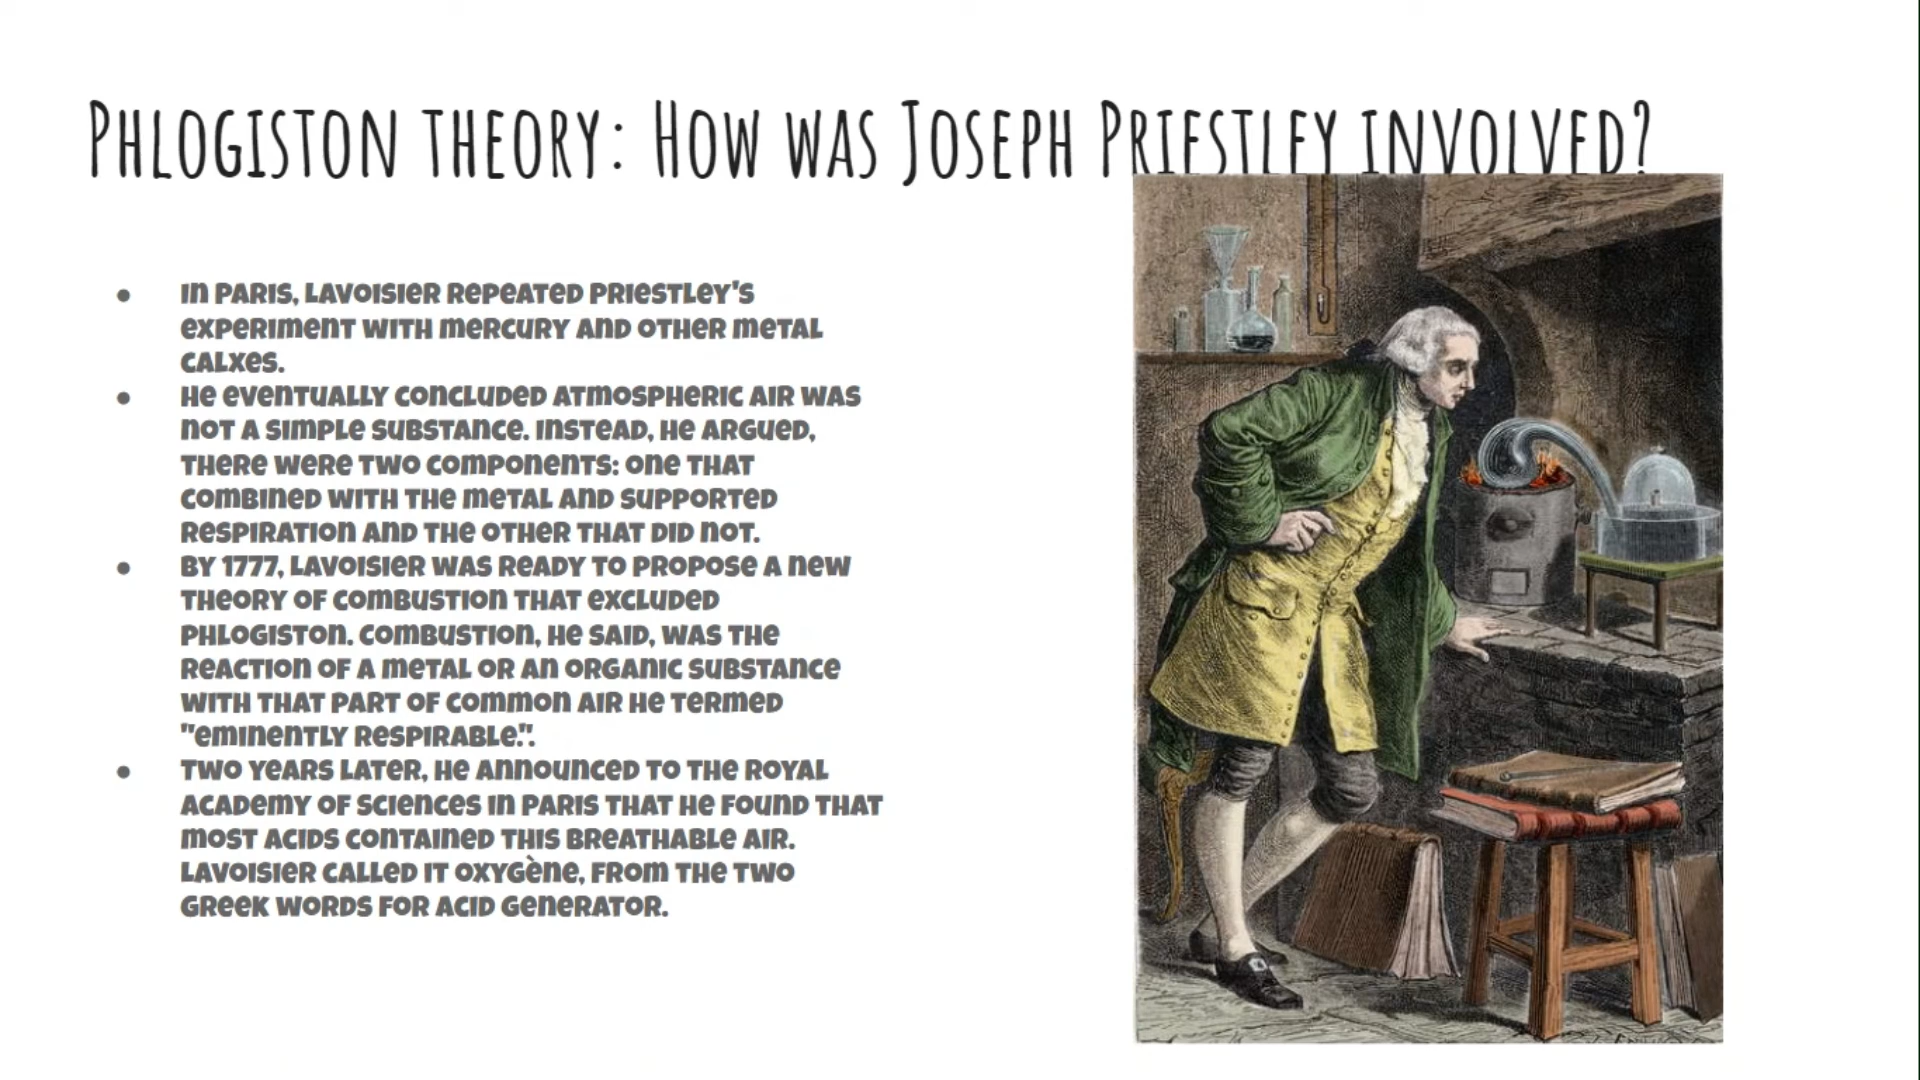 Phlogiston theory: How was Joseph Priestley involved?
● In Paris, Lavoisier repeated Priestley's
experiment with mercury and other metal
calxes.
● He eventually concluded atmospheric air was
not a simple substance. Instead, he argued,
there were two components: one that
combined with the metal and supported
respiration and the other that did not.
● By 1777, Lavoisier was ready to propose a new
theory of combustion that excluded
phlogiston. Combustion, he said, was the
reaction of a metal or an organic substance
with that part of common air he termed
"eminently respirable.".
● Two years later, he announced to the Royal
Academy of Sciences in Paris that he found that
most acids contained this breathable air.
Lavoisier called it oxygène, from the two
Greek words for acid generator.